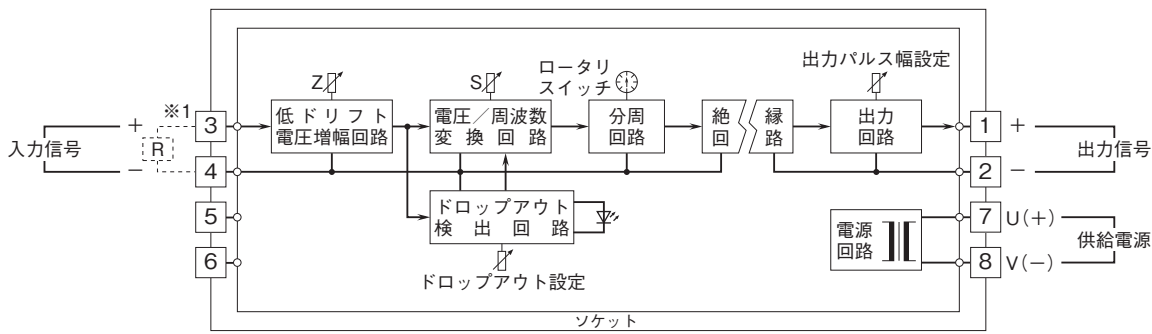 ロータリ
スイッチ
出力パルス幅設定
Z
S
※1
3
低ドリフト
電圧増幅回路
電圧／周波数
変換回路
分周
回路
絶縁
回路
出力
回路
1
+
+
入力信号
R
出力信号
−
4
2
−
5
ドロップアウト
検出回路
7
U(+)
電源
回路
供給電源
6
8
V(−)
ドロップアウト設定
ソケット